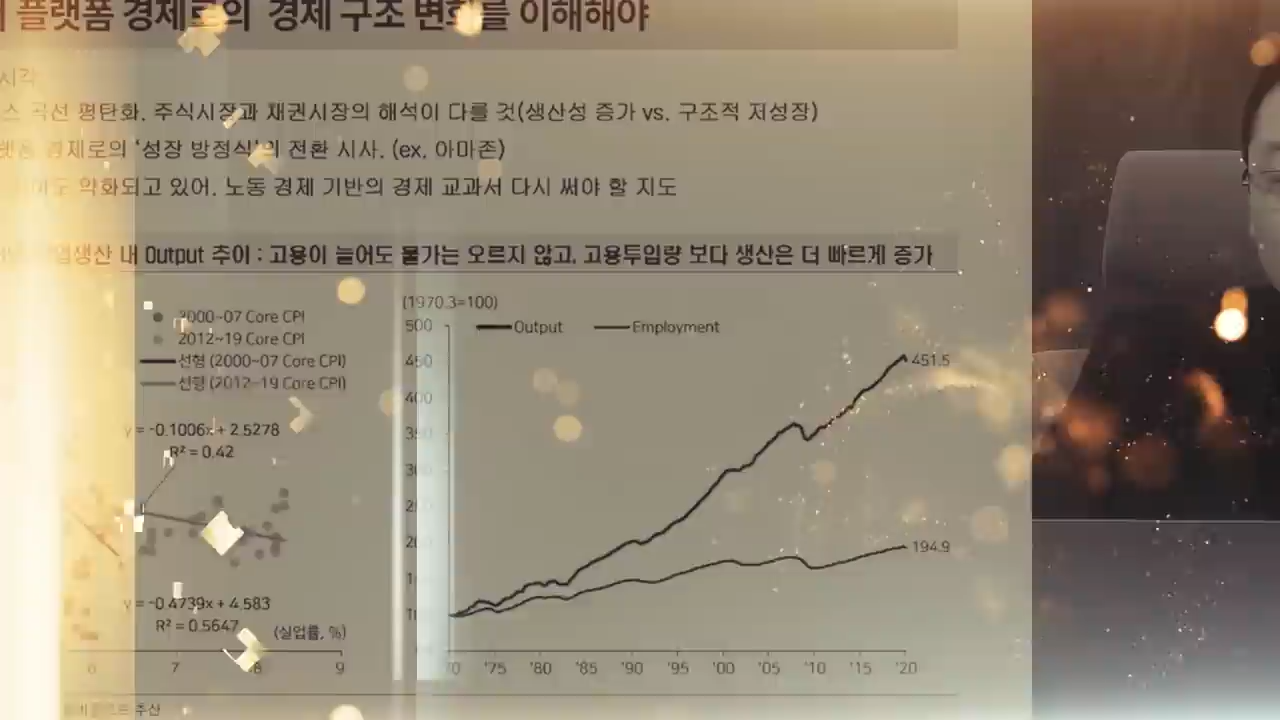 플랫폼 경제로의 경제 구조 변화를 이해해야
시각
곡선 평탄화. 주식시장과 채권시장의 해석이 다를 것(생산성 증가 vs. 구조적 저성장)
경제로의 '성장 방정식'의 전환 시사. (ex. 아마존)
악화되고 있어. 노동 경제 기반의 경제 교과서 다시 써야 할 지도
내 Output 추이 : 고용이 늘어도 물가는 오르지 않고, 고용투입량 보다 생산은 더 빠르게 증가
2000~07 Core CPI
2012~19 Core CPI
선형 (2000~07 Core CPI)
선형 (2012~19 Core CPI)
y = -0.1006x + 2.5278
R² = 0.42
y = -0.4739x + 4.583
R² = 0.5647
(실업률, %)
6 7 8 9
(1970.3=100)
Output Employment
500
450
400
350
300
451.5
194.9
'75 '80 '85 '90 '95 '00 '05 '10 '15 '20
추산